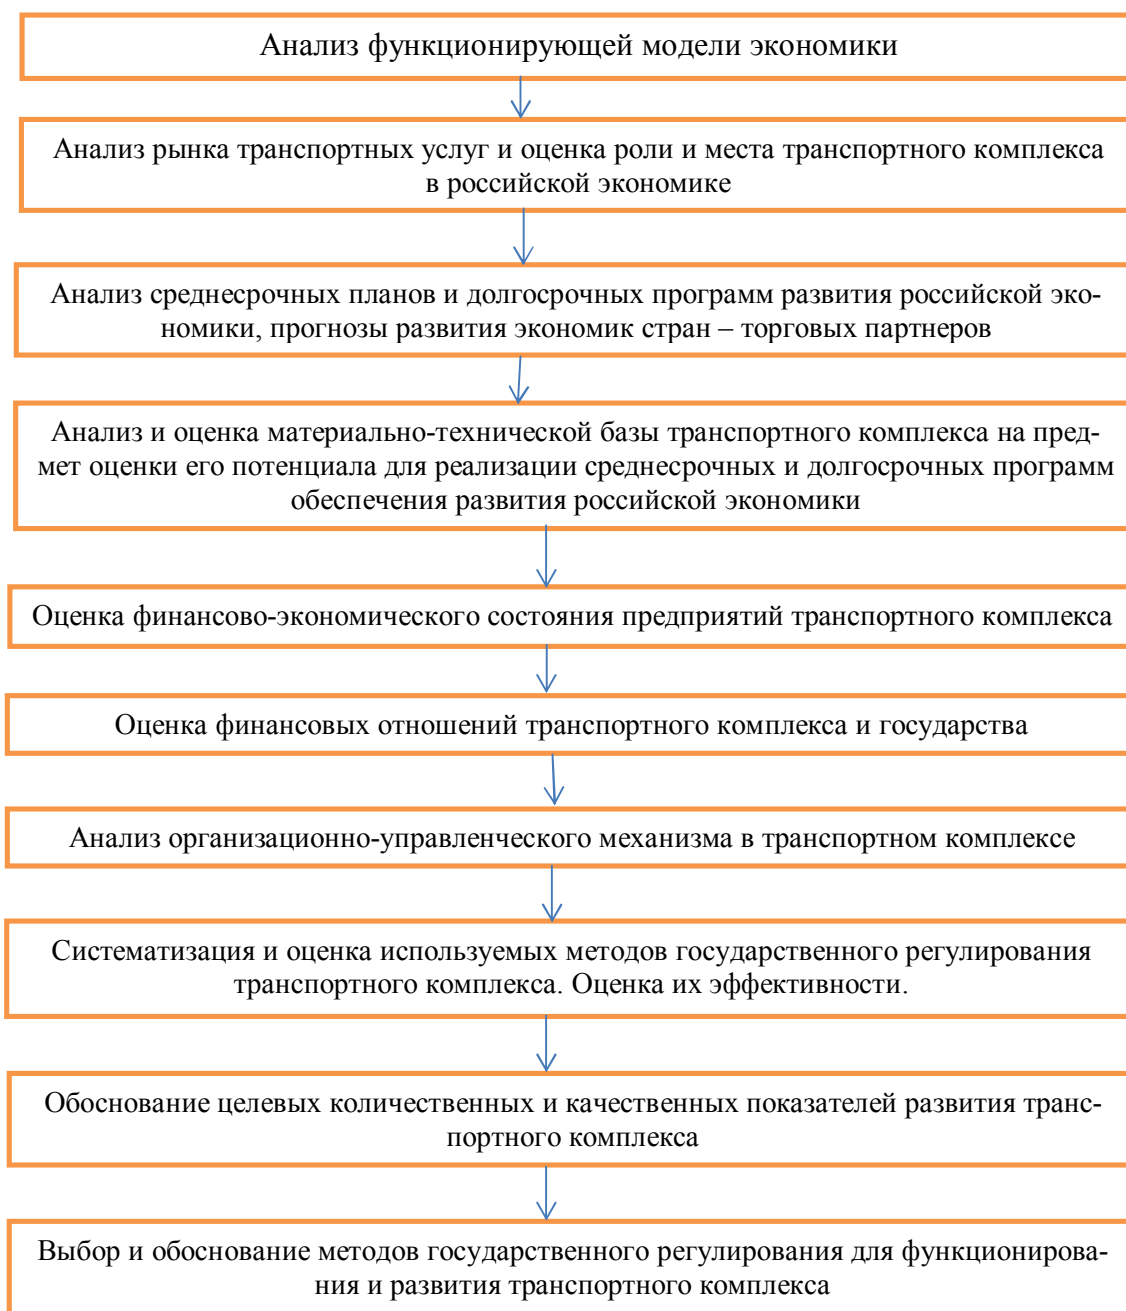 Анализ функционирующей модели экономики
Анализ рынка транспортных услуг и оценка роли и места транспортного комплекса
в российской экономике
Анализ среднесрочных планов и долгосрочных программ развития российской эко-
номики, прогнозы развития экономик стран – торговых партнеров
Анализ и оценка материально-технической базы транспортного комплекса на пред-
мет оценки его потенциала для реализации среднесрочных и долгосрочных программ
обеспечения развития российской экономики
Оценка финансово-экономического состояния предприятий транспортного комплекса
Оценка финансовых отношений транспортного комплекса и государства
Анализ организационно-управленческого механизма в транспортном комплексе
Систематизация и оценка используемых методов государственного регулирования
транспортного комплекса. Оценка их эффективности.
Обоснование целевых количественных и качественных показателей развития транс-
портного комплекса
Выбор и обоснование методов государственного регулирования для функционирова-
ния и развития транспортного комплекса